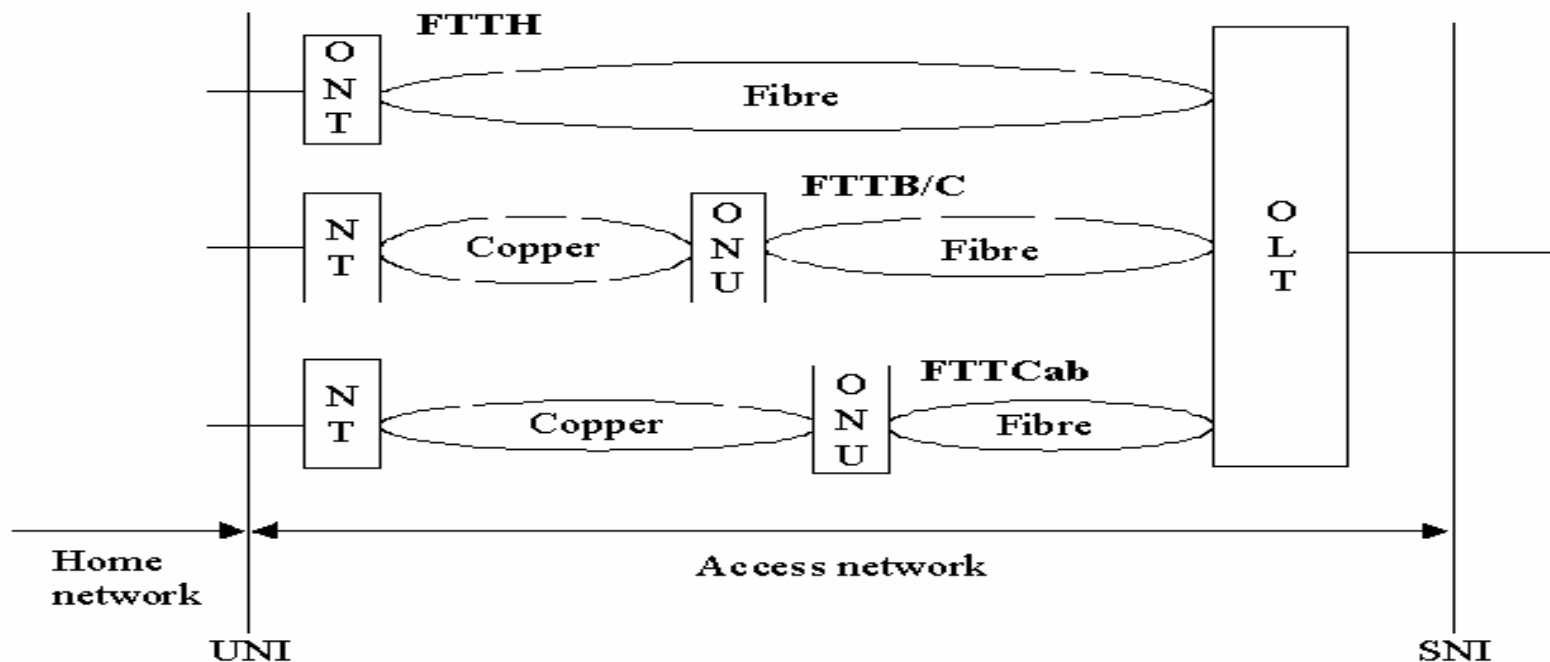 FTTH
O
N
T
Fibre
FTTB/C
N
T
Copper
O
N
U
Fibre
O
L
T
FTTCab
N
T
Copper
O
N
U
Fibre
Home
network
Access network
UNI
SNI